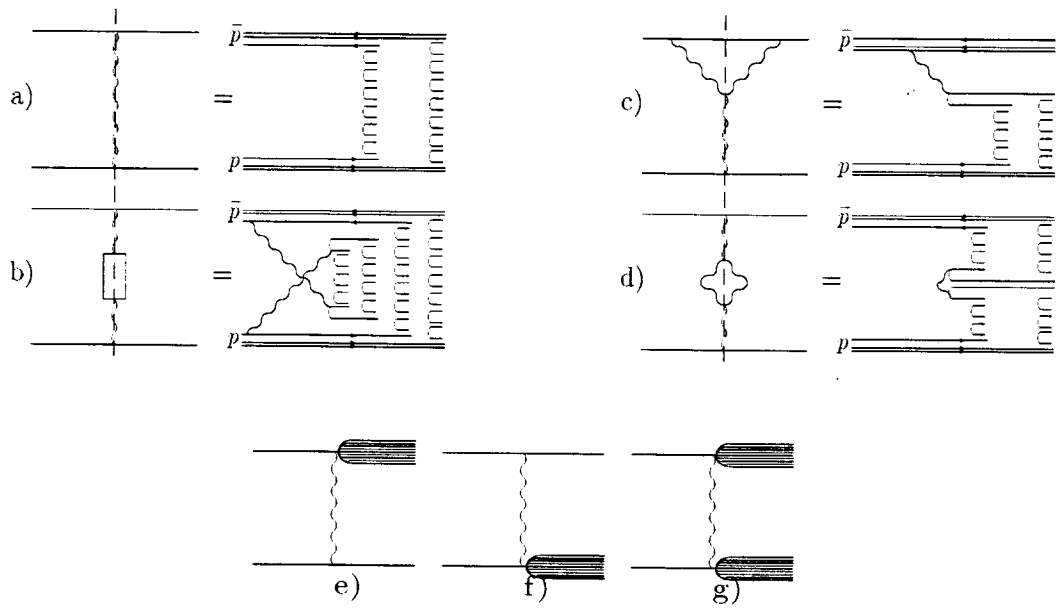 a)
=
p̄
p
b)
=
p̄
p
c)
=
p̄
p
d)
=
p̄
p
e)
f)
g)